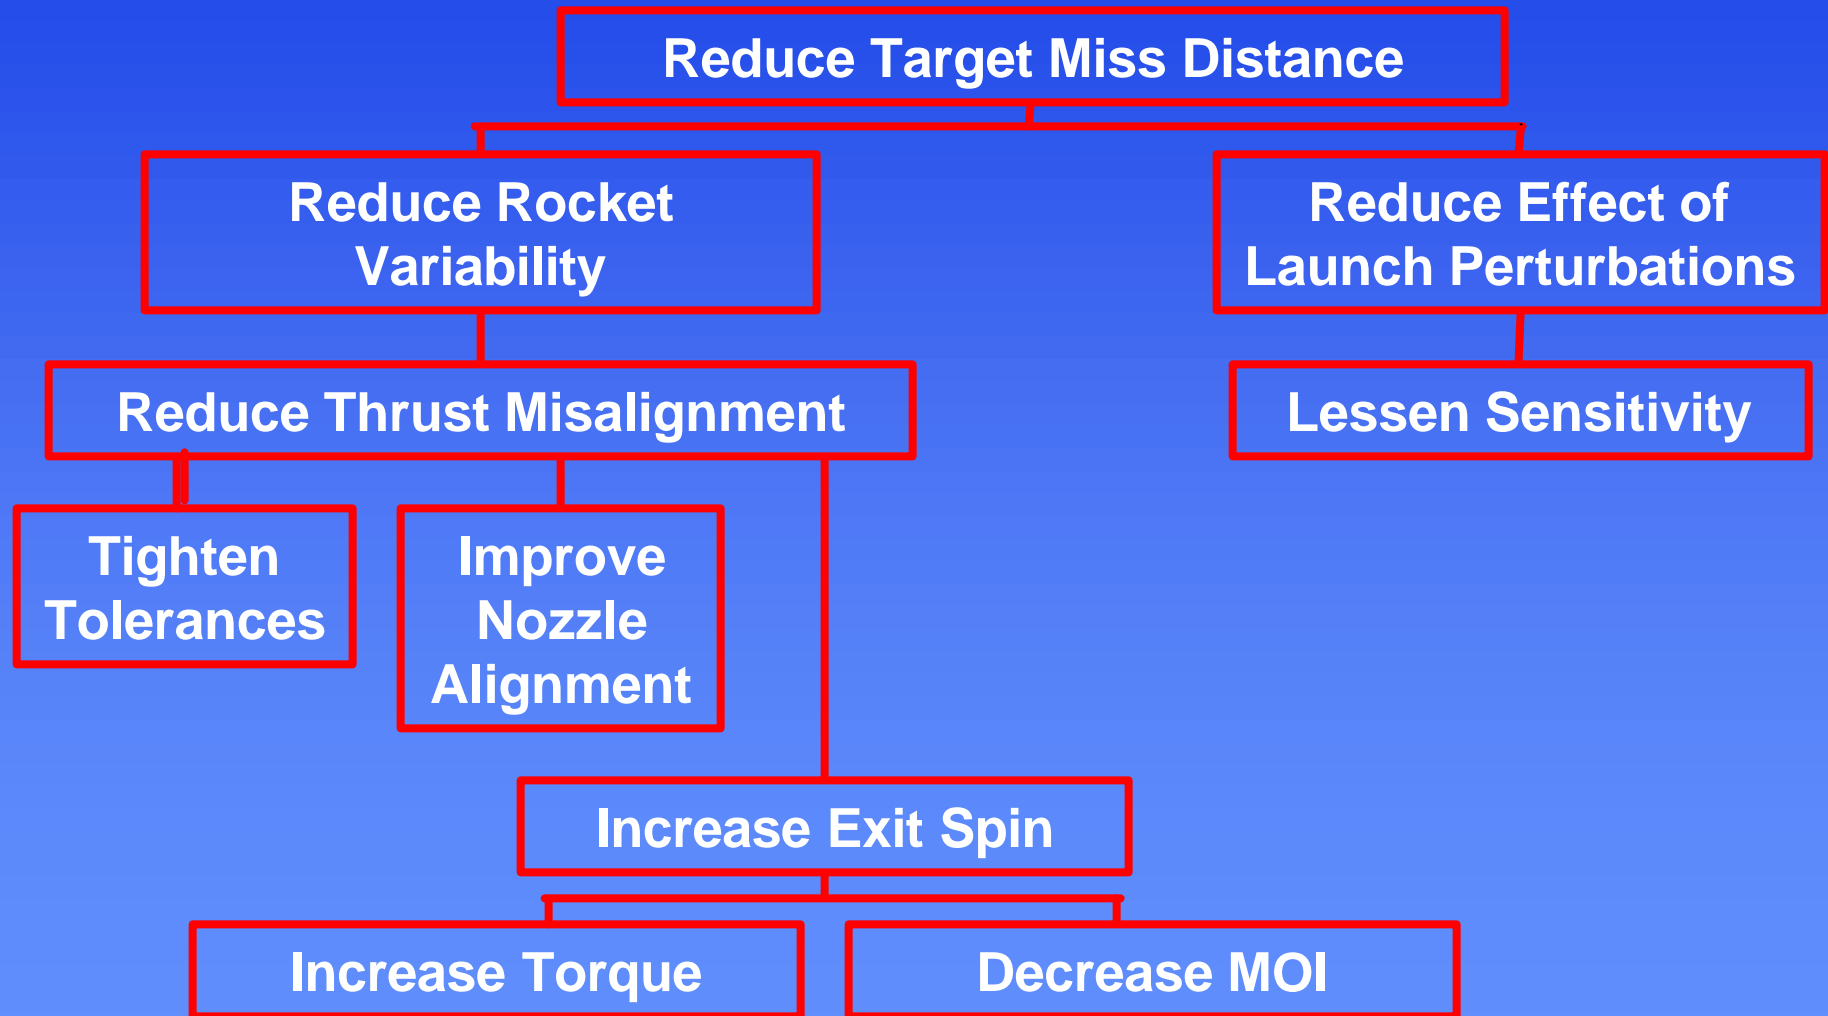 Reduce Target Miss Distance
Reduce Rocket
Variability
Reduce Effect of
Launch Perturbations
Reduce Thrust Misalignment
Lessen Sensitivity
Tighten
Tolerances
Improve
Nozzle
Alignment
Increase Exit Spin
Increase Torque
Decrease MOI